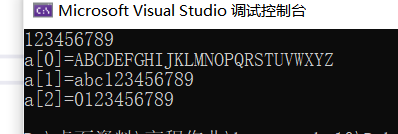 Microsoft Visual Studio 调试控制台
123456789
a[0]=ABCDEFGHIJKLMNOPQRSTUVWXYZ
a[1]=abc123456789
a[2]=0123456789